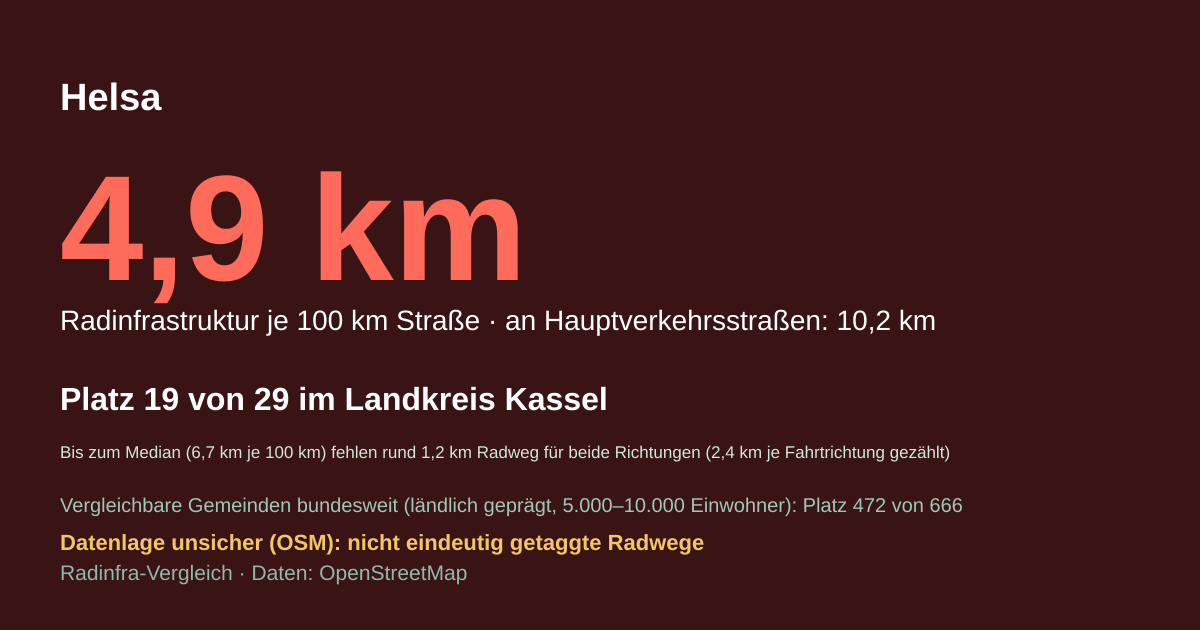 Helsa
4,9 km
Radinfrastruktur je 100 km Straße · an Hauptverkehrsstraßen: 10,2 km
Platz 19 von 29 im Landkreis Kassel
Bis zum Median (6,7 km je 100 km) fehlen rund 1,2 km Radweg für beide Richtungen (2,4 km je Fahrtrichtung gezählt)
Vergleichbare Gemeinden bundesweit (ländlich geprägt, 5.000–10.000 Einwohner): Platz 472 von 666
Datenlage unsicher (OSM): nicht eindeutig getaggte Radwege
Radinfra-Vergleich · Daten: OpenStreetMap